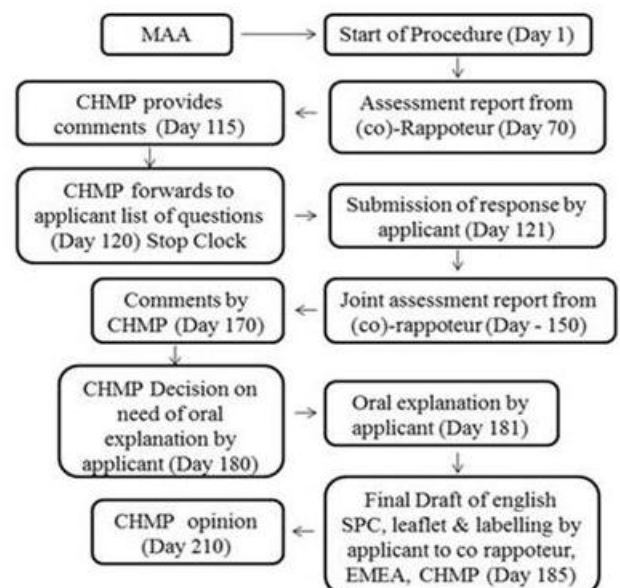 MAA
Start of Procedure (Day 1)
Assessment report from
(co)-Rappoteur (Day 70)
CHMP provides
comments (Day 115)
CHMP forwards to
applicant list of questions
(Day 120) Stop Clock
Submission of response by
applicant (Day 121)
Joint assessment report from
(co)-rappoteur (Day - 150)
Comments by
CHMP (Day 170)
CHMP Decision on
need of oral
explanation by
applicant (Day 180)
Oral explanation by
applicant (Day 181)
Final Draft of english
SPC, leaflet & labelling by
applicant to co rappoteur,
EMEA, CHMP (Day 185)
CHMP opinion
(Day 210)